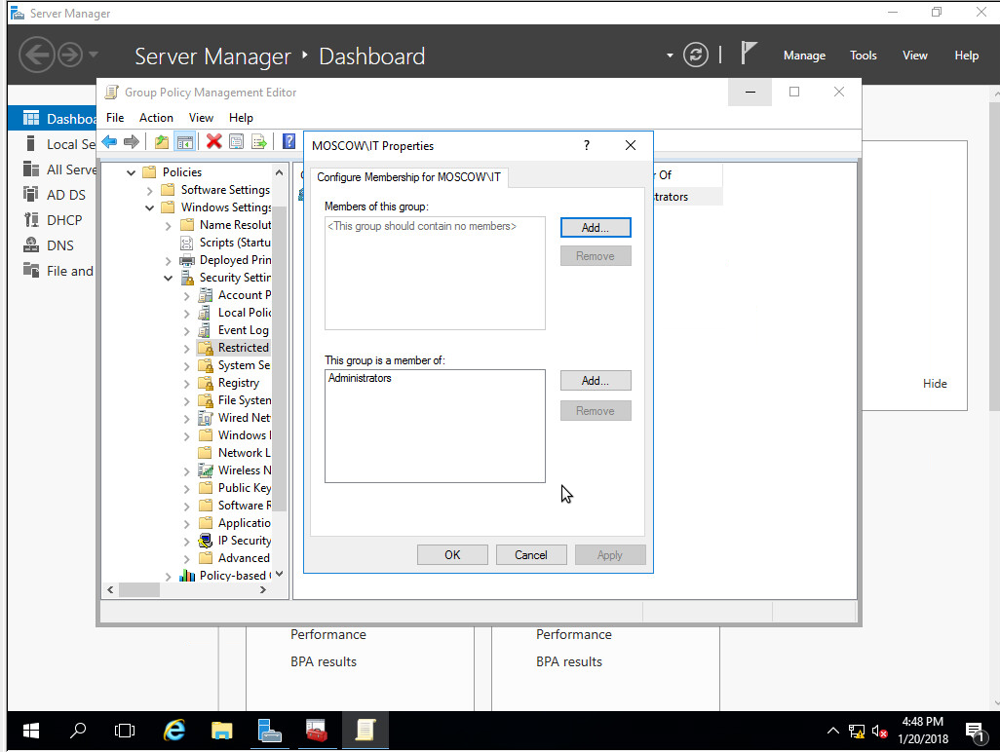 Server Manager
Server Manager ‣ Dashboard
Manage Tools View Help
Group Policy Management Editor
File Action View Help
Dashboa
Local Se
All Serve
AD DS
DHCP
DNS
File and
Policies
Software Settings
Windows Settings
Name Resolut
Scripts (Startu
Deployed Prin
Security Settin
Account P
Local Polic
Event Log
Restricted
System Se
Registry
File System
Wired Net
Windows
Network L
Wireless N
Public Key
Software R
Applicatio
IP Security
Advanced
Policy-based
MOSCOW\IT Properties
?
Configure Membership for MOSCOW\IT
Members of this group:
<This group should contain no members>
Add...
Remove
This group is a member of:
Administrators
Add...
Remove
OK Cancel Apply
r Of
trators
Hide
Performance
BPA results
Performance
BPA results
4:48 PM
1/20/2018
1